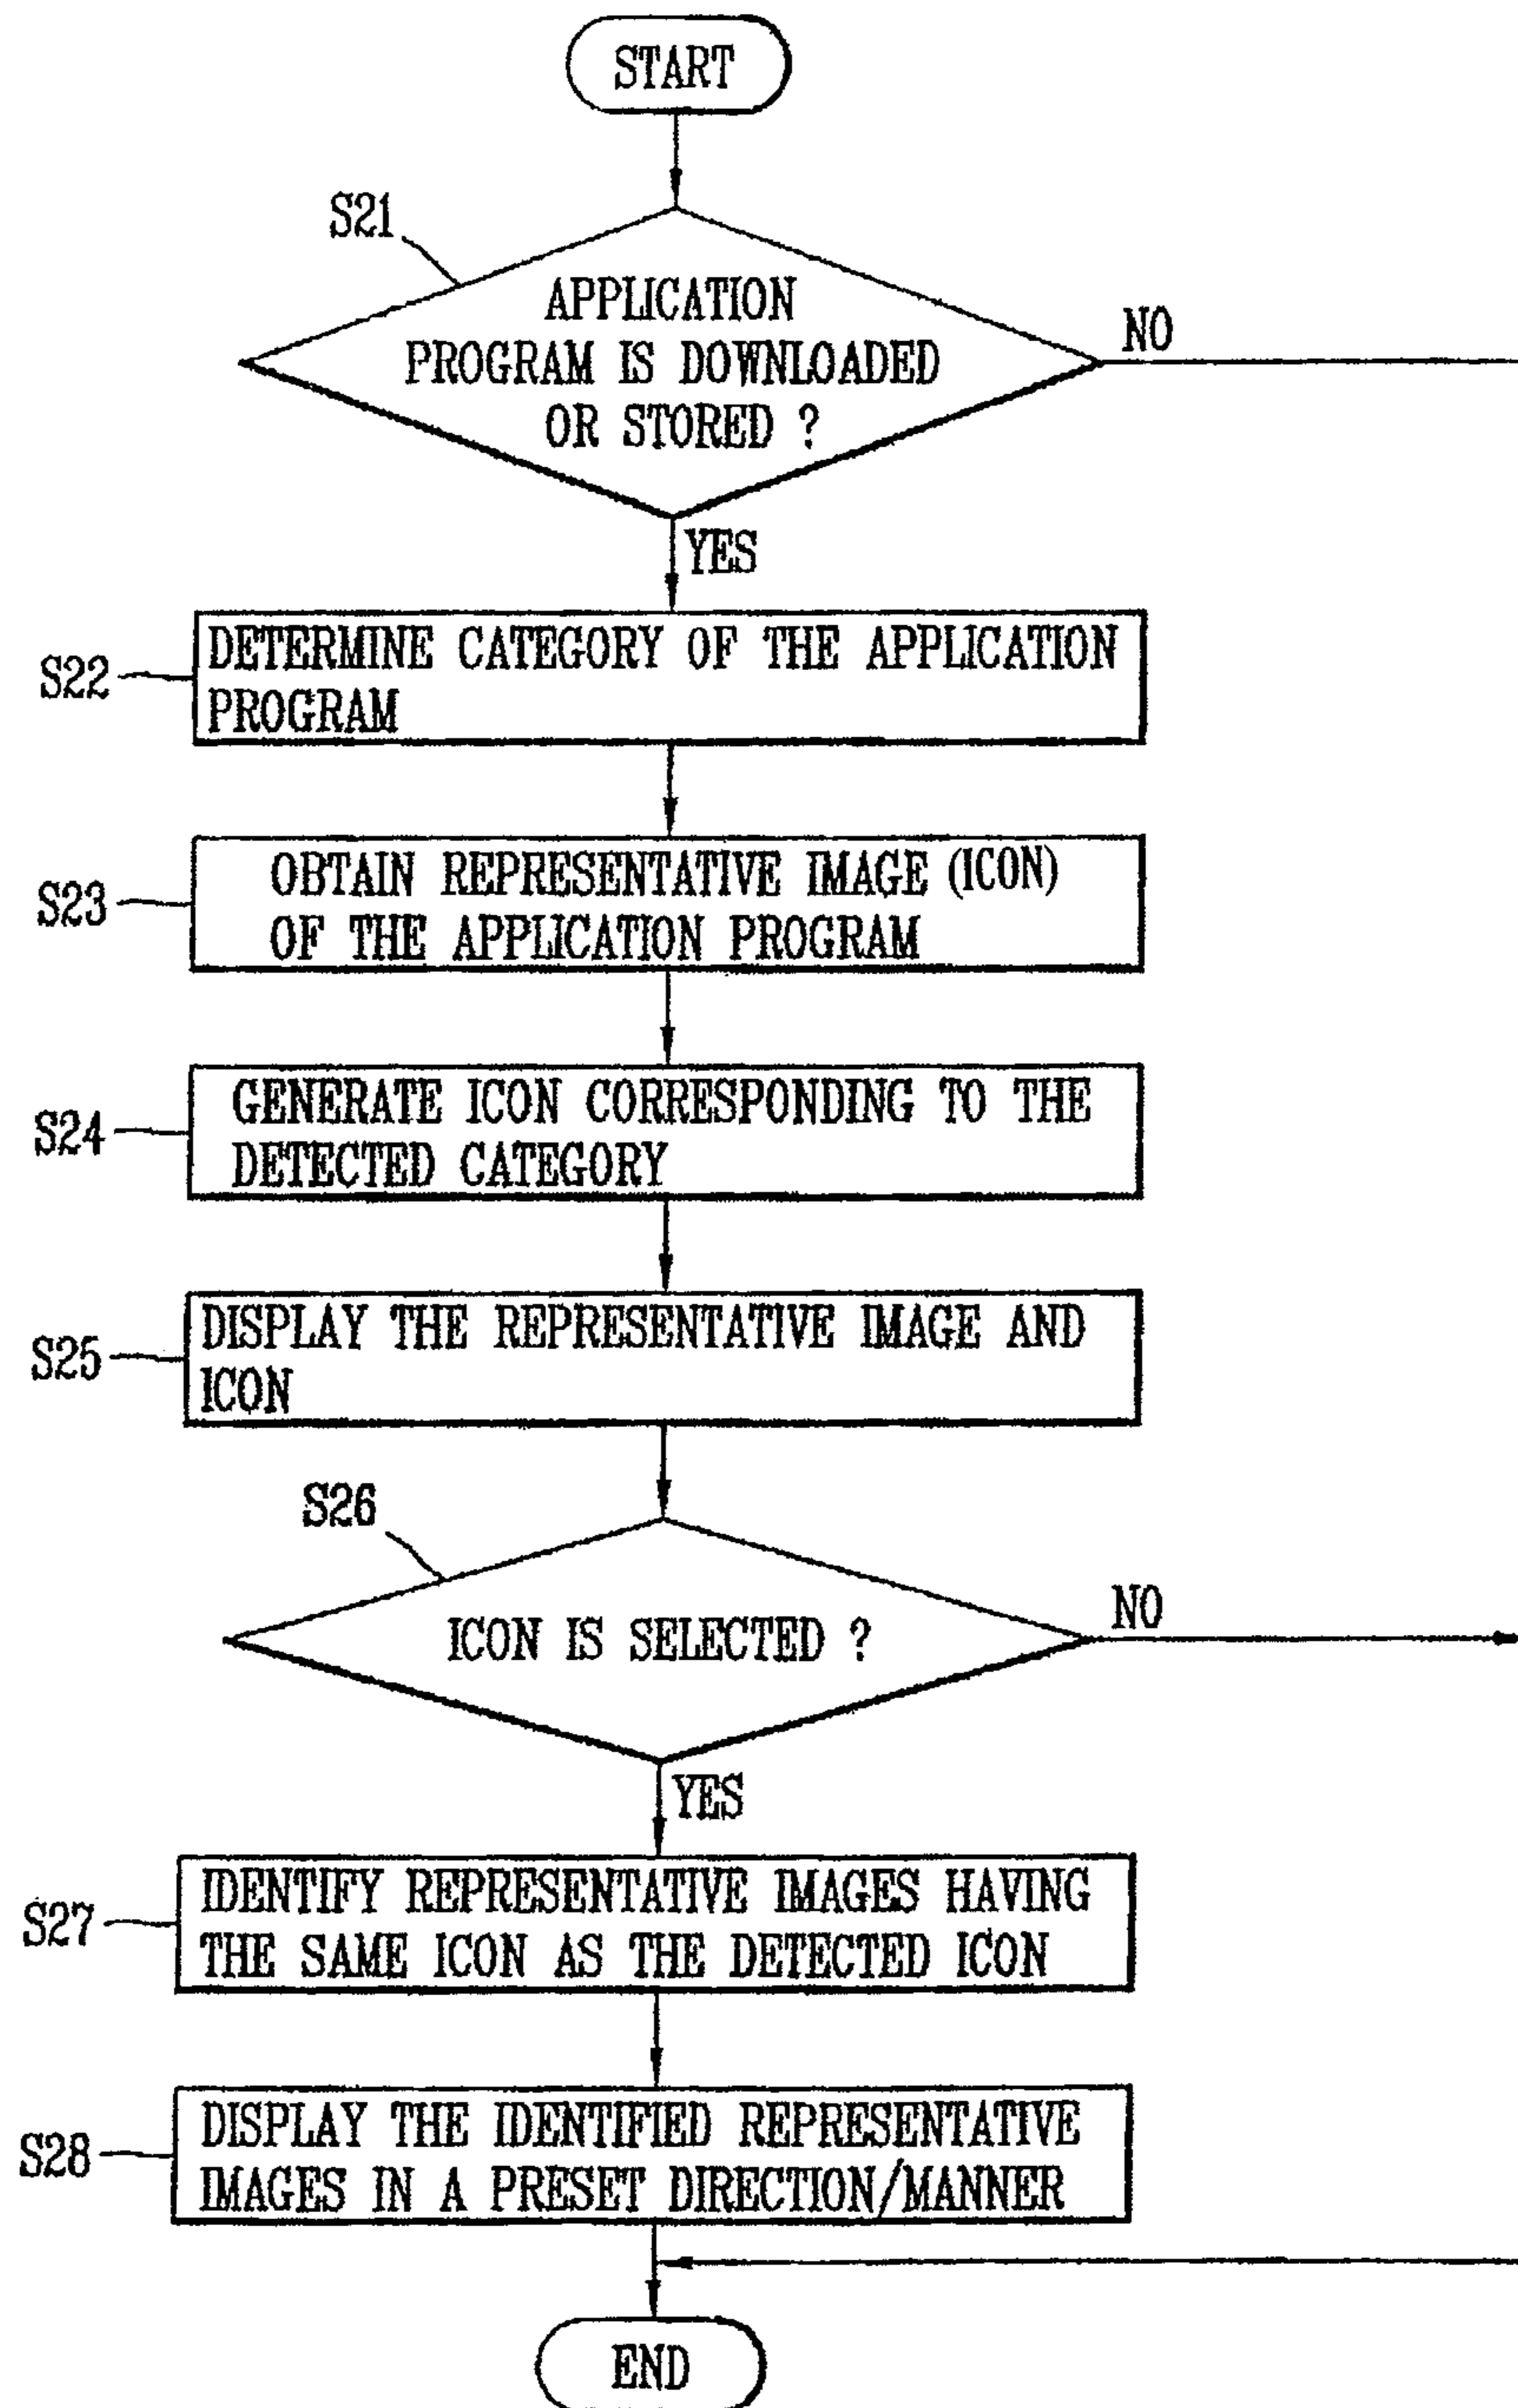 START
S21
APPLICATION
PROGRAM IS DOWNLOADED
OR STORED ?
NO
YES
S22
DETERMINE CATEGORY OF THE APPLICATION
PROGRAM
S23
OBTAIN REPRESENTATIVE IMAGE (ICON)
OF THE APPLICATION PROGRAM
S24
GENERATE ICON CORRESPONDING TO THE
DETECTED CATEGORY
S25
DISPLAY THE REPRESENTATIVE IMAGE AND
ICON
S26
ICON IS SELECTED ?
NO
YES
S27
IDENTIFY REPRESENTATIVE IMAGES HAVING
THE SAME ICON AS THE DETECTED ICON
S28
DISPLAY THE IDENTIFIED REPRESENTATIVE
IMAGES IN A PRESET DIRECTION/MANNER
END